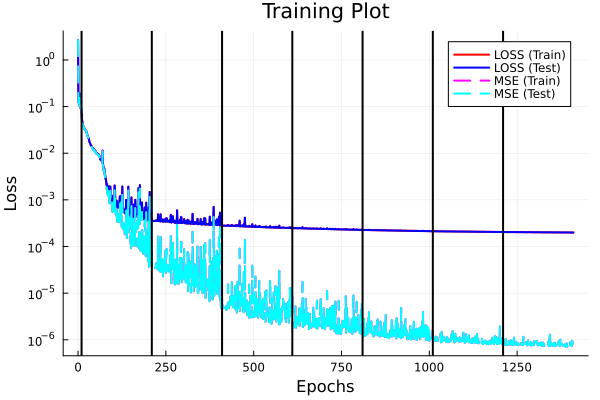 Training Plot
LOSS (Train)
LOSS (Test)
MSE (Train)
MSE (Test)
10⁰
10⁻¹
10⁻²
10⁻³
10⁻⁴
10⁻⁵
10⁻⁶
Loss
0 250 500 750 1000 1250
Epochs